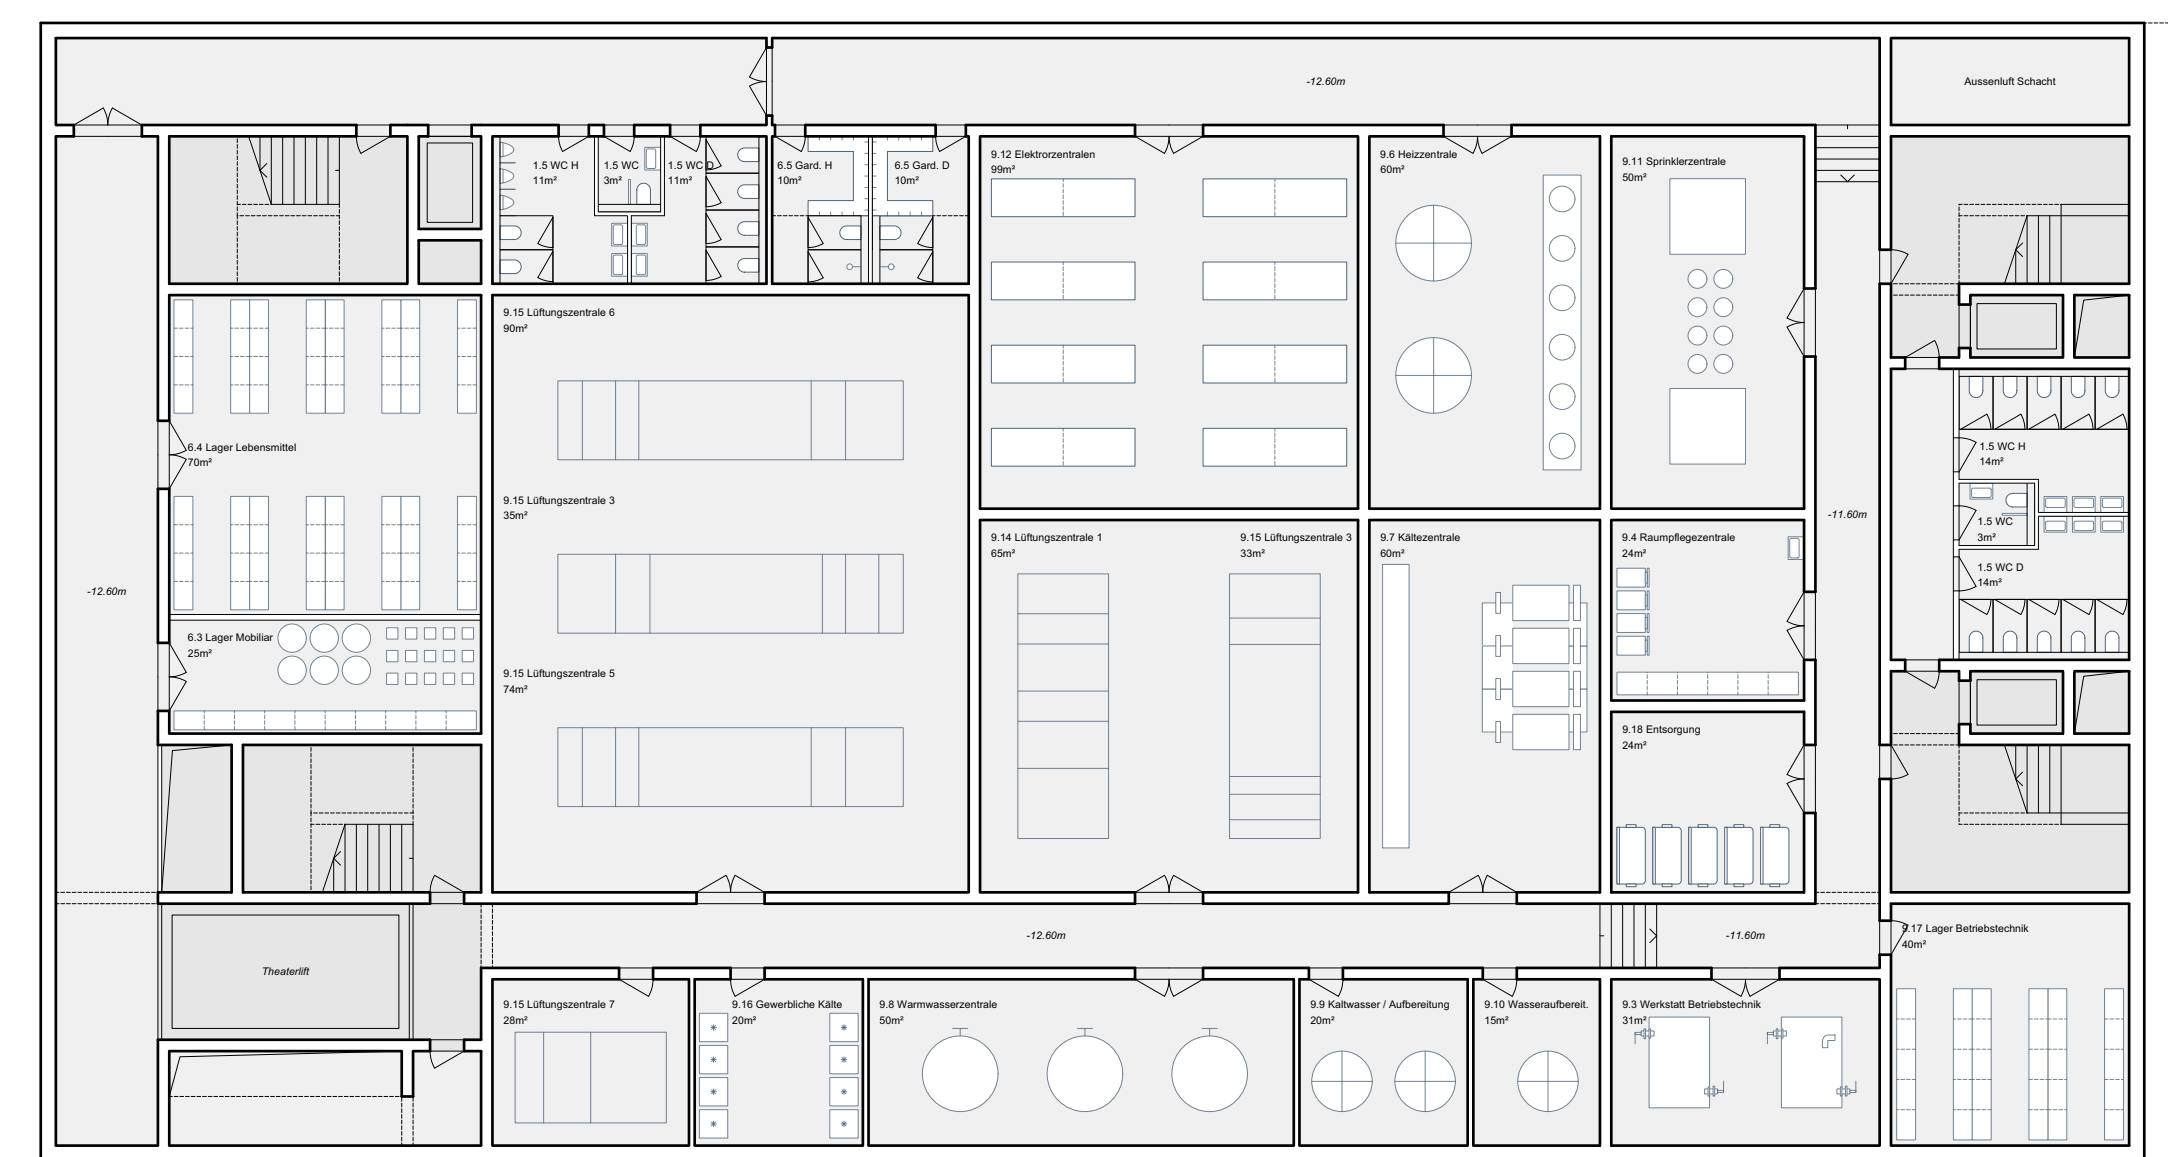 -12.60m
Aussenluft Schacht
1.5 WC H
11m²
1.5 WC
3m²
1.5 WC D
11m²
6.5 Gard. H
10m²
6.5 Gard. D
10m²
9.12 Elektrorzentralen
99m²
9.6 Heizzentrale
60m²
9.11 Sprinklerzentrale
50m²
9.15 Lüftungszentrale 6
90m²
6.4 Lager Lebensmittel
70m²
1.5 WC H
14m²
9.15 Lüftungszentrale 3
35m²
-11.60m
1.5 WC
3m²
9.14 Lüftungszentrale 1
65m²
9.15 Lüftungszentrale 3
33m²
9.7 Kältezentrale
60m²
9.4 Raumpflegezentrale
24m²
1.5 WC D
14m²
-12.60m
6.3 Lager Mobiliar
25m²
9.15 Lüftungszentrale 5
74m²
9.18 Entsorgung
24m²
-12.60m
-11.60m
9.17 Lager Betriebstechnik
40m²
Theaterlift
9.15 Lüftungszentrale 7
28m²
9.16 Gewerbliche Kälte
20m²
9.8 Warmwasserzentrale
50m²
9.9 Kaltwasser / Aufbereitung
20m²
9.10 Wasseraufbereit.
15m²
9.3 Werkstatt Betriebstechnik
31m²